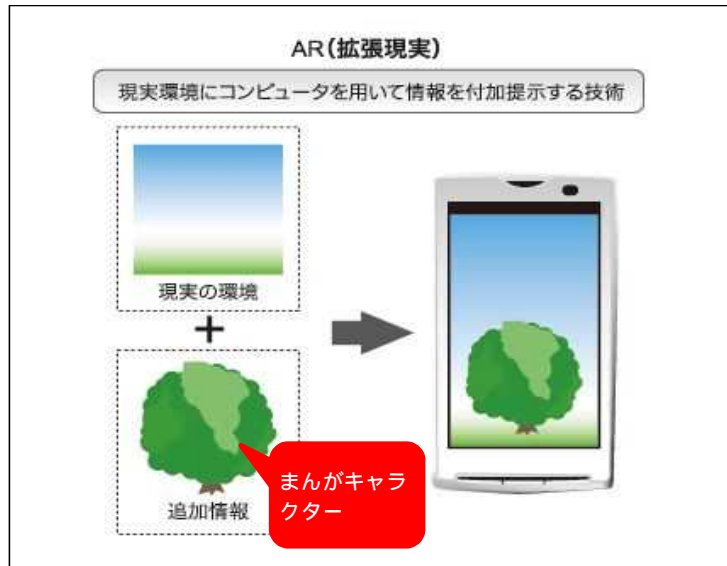 AR(拡張現実)
現実環境にコンピュータを用いて情報を付加提示する技術
現実の環境
+
追加情報
まんがキャラ
クター